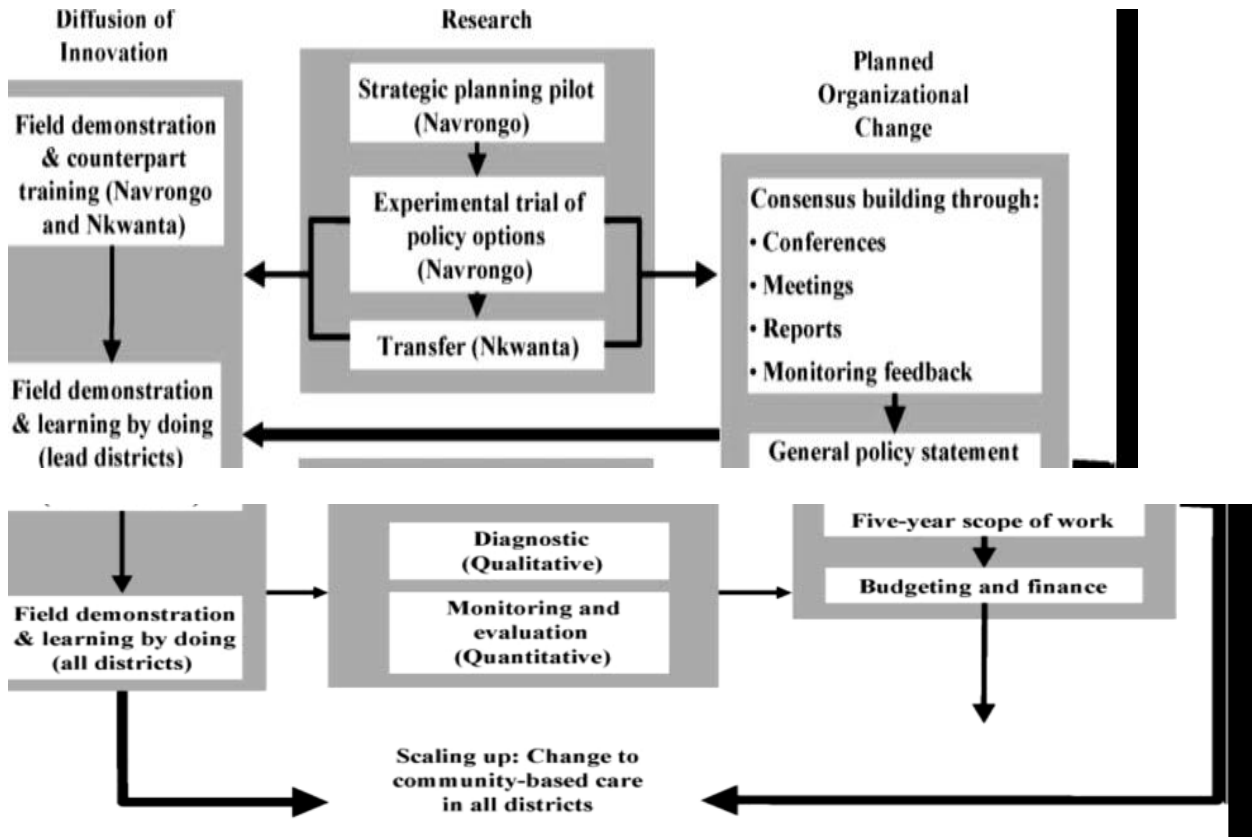 Diffusion of
Innovation
Field demonstration
& counterpart
training (Navrongo
and Nkwanta)
Field demonstration
& learning by doing
(lead districts)
Research
Strategic planning pilot
(Navrongo)
Experimental trial of
policy options
(Navrongo)
Transfer (Nkwanta)
Planned
Organizational
Change
Consensus building through:
• Conferences
• Meetings
• Reports
• Monitoring feedback
General policy statement
Field demonstration
& learning by doing
(all districts)
Diagnostic
(Qualitative)
Monitoring and
evaluation
(Quantitative)
Five-year scope of work
Budgeting and finance
Scaling up: Change to
community-based care
in all districts